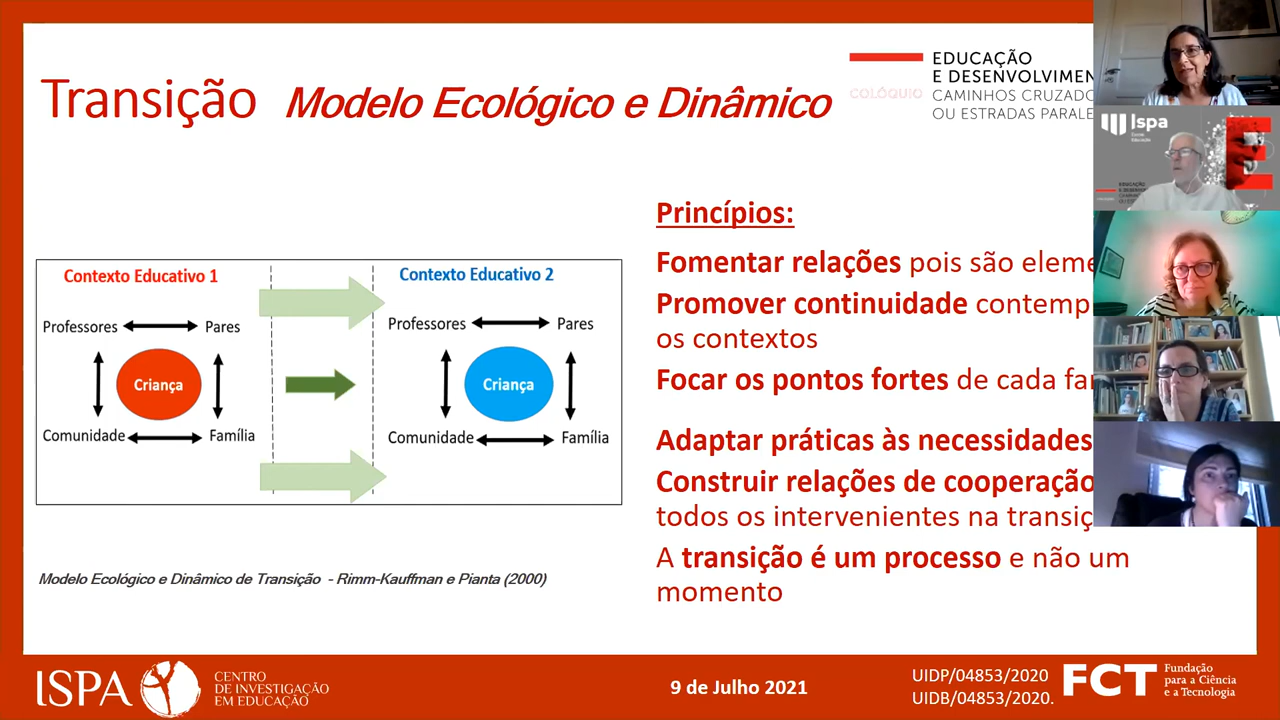 Transição Modelo Ecológico e Dinâmico
COLÓQUIO
EDUCAÇÃO
E DESENVOLVIMEN
CAMINHOS CRUZADO
OU ESTRADAS PARALE
Ispa
Contexto Educativo 1
Professores Pares
Criança
Comunidade Família
Contexto Educativo 2
Professores Pares
Criança
Comunidade Família
Modelo Ecológico e Dinâmico de Transição - Rimm-Kauffman e Pianta (2000)
Princípios:
Fomentar relações pois são eleme
Promover continuidade contemp
os contextos
Focar os pontos fortes de cada fa
Adaptar práticas às necessidades
Construir relações de cooperação
todos os intervenientes na transiç
A transição é um processo e não um
momento
ISPA
CENTRO
DE INVESTIGAÇÃO
EM EDUCAÇÃO
9 de Julho 2021
UIDP/04853/2020
UIDB/04853/2020.
FCT
Fundação
para a Ciência
e a Tecnologia